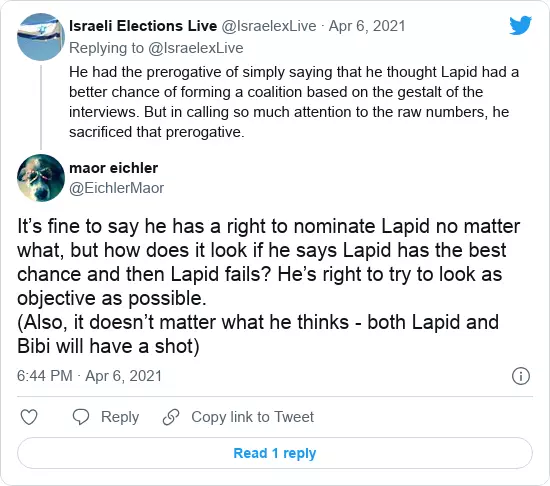 Israeli Elections Live @IsraelexLive · Apr 6, 2021
Replying to @IsraelexLive
He had the prerogative of simply saying that he thought Lapid had a
better chance of forming a coalition based on the gestalt of the
interviews. But in calling so much attention to the raw numbers, he
sacrificed that prerogative.
maor eichler
@EichlerMaor
It’s fine to say he has a right to nominate Lapid no matter
what, but how does it look if he says Lapid has the best
chance and then Lapid fails? He’s right to try to look as
objective as possible.
(Also, it doesn’t matter what he thinks - both Lapid and
Bibi will have a shot)
6:44 PM · Apr 6, 2021
Reply
Copy link to Tweet
Read 1 reply